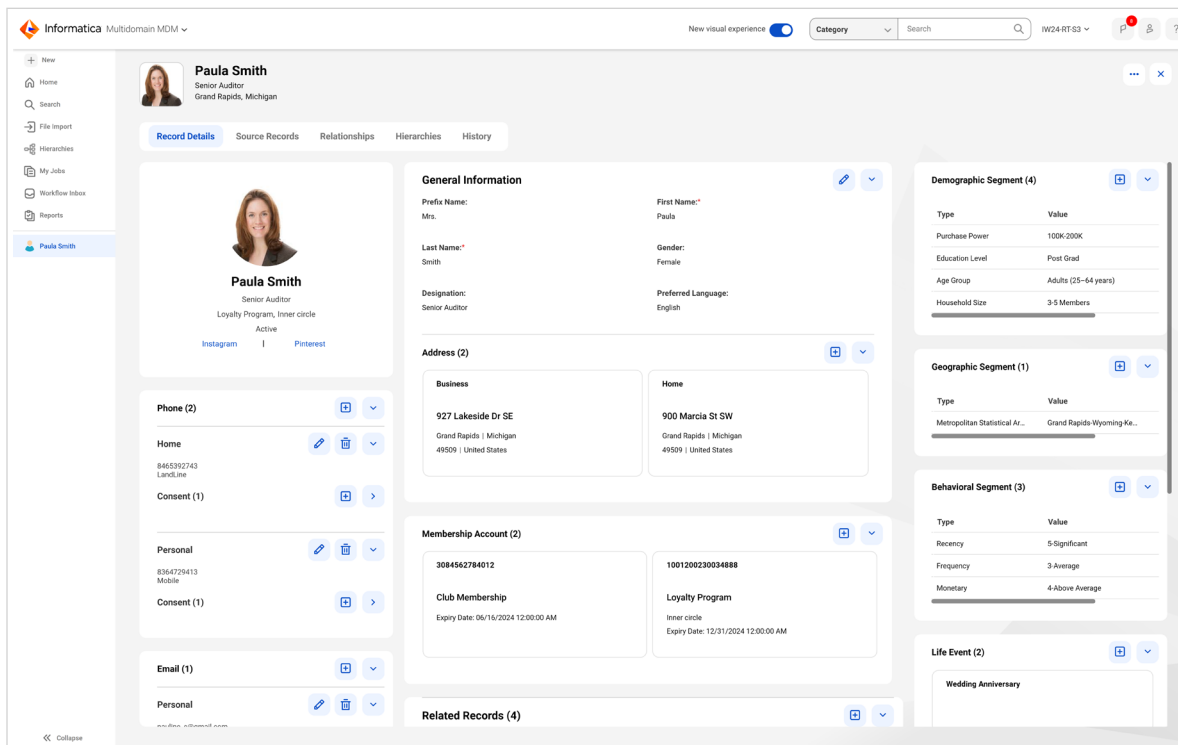 Informatica Multidomain MDM
New visual experience
Category
Search
IW24-RT-S3
8
?
New
Home
Search
File Import
Hierarchies
My Jobs
Workflow Inbox
Reports
Paula Smith
Collapse
Paula Smith
Senior Auditor
Grand Rapids, Michigan
Record Details Source Records Relationships Hierarchies History
Paula Smith
Senior Auditor
Loyalty Program, Inner circle
Active
Instagram | Pinterest
Phone (2)
Home
8465392743
LandLine
Consent (1)
Personal
8364729413
Mobile
Consent (1)
Email (1)
Personal
General Information
Prefix Name: First Name:*
Mrs. Paula
Last Name:* Gender:
Smith Female
Designation: Preferred Language:
Senior Auditor English
Address (2)
Business
927 Lakeside Dr SE
Grand Rapids | Michigan
49509 | United States
Home
900 Marcia St SW
Grand Rapids | Michigan
49509 | United States
Membership Account (2)
3084562784012
Club Membership
Expiry Date: 06/16/2024 12:00:00 AM
1001200230034888
Loyalty Program
Inner circle
Expiry Date: 12/31/2024 12:00:00 AM
Related Records (4)
Demographic Segment (4)
Type Value
Purchase Power 100K-200K
Education Level Post Grad
Age Group Adults (25–64 years)
Household Size 3-5 Members
Geographic Segment (1)
Type Value
Metropolitan Statistical Ar... Grand Rapids-Wyoming-Ke...
Behavioral Segment (3)
Type Value
Recency 5-Significant
Frequency 3-Average
Monetary 4-Above Average
Life Event (2)
Wedding Anniversary